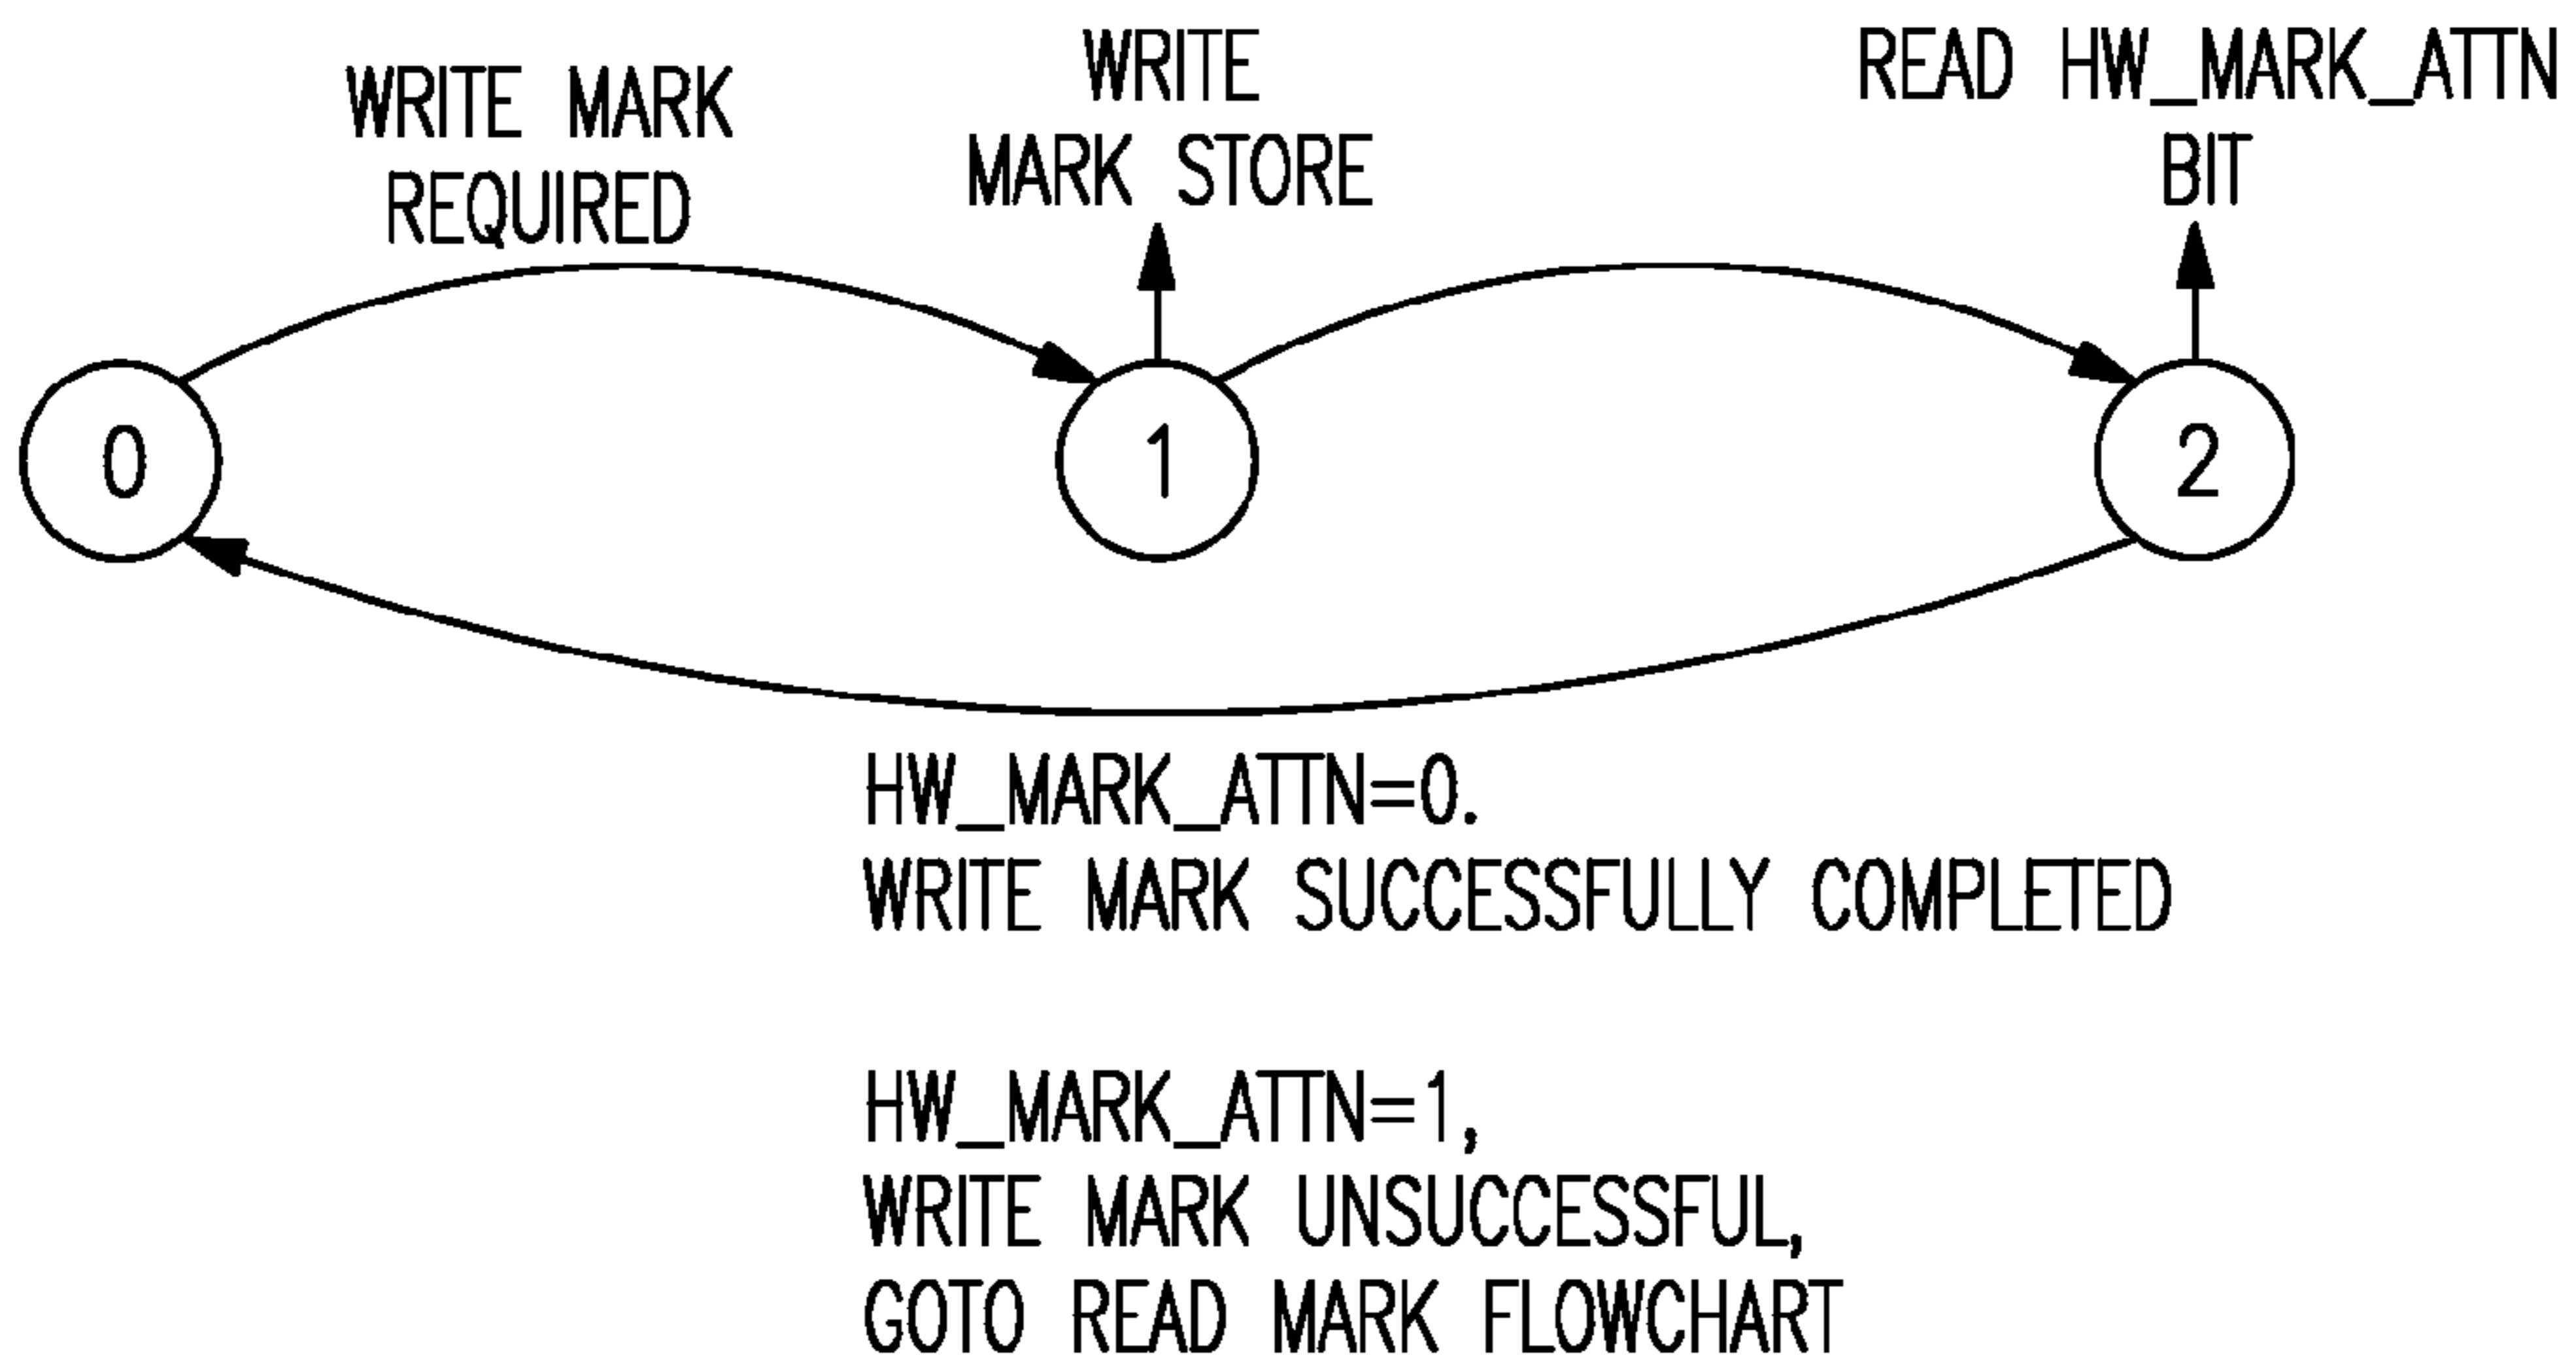 WRITE MARK
REQUIRED
WRITE
MARK STORE
READ HW_MARK_ATTN
BIT
0
1
2
HW_MARK_ATTN=0.
WRITE MARK SUCCESSFULLY COMPLETED
HW_MARK_ATTN=1,
WRITE MARK UNSUCCESSFUL,
GOTO READ MARK FLOWCHART